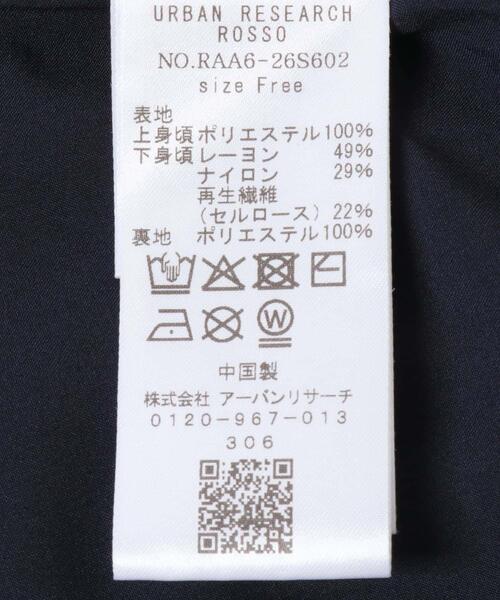 URBAN RESEARCH
ROSSO
NO.RAA6-26S602
size Free
表地
上身頃 ポリエステル100%
下身頃 レーヨン 49%
ナイロン 29%
再生繊維
(セルロース) 22%
裏地 ポリエステル100%
W
中国製
株式会社 アーバンリサーチ
0120-967-013
306